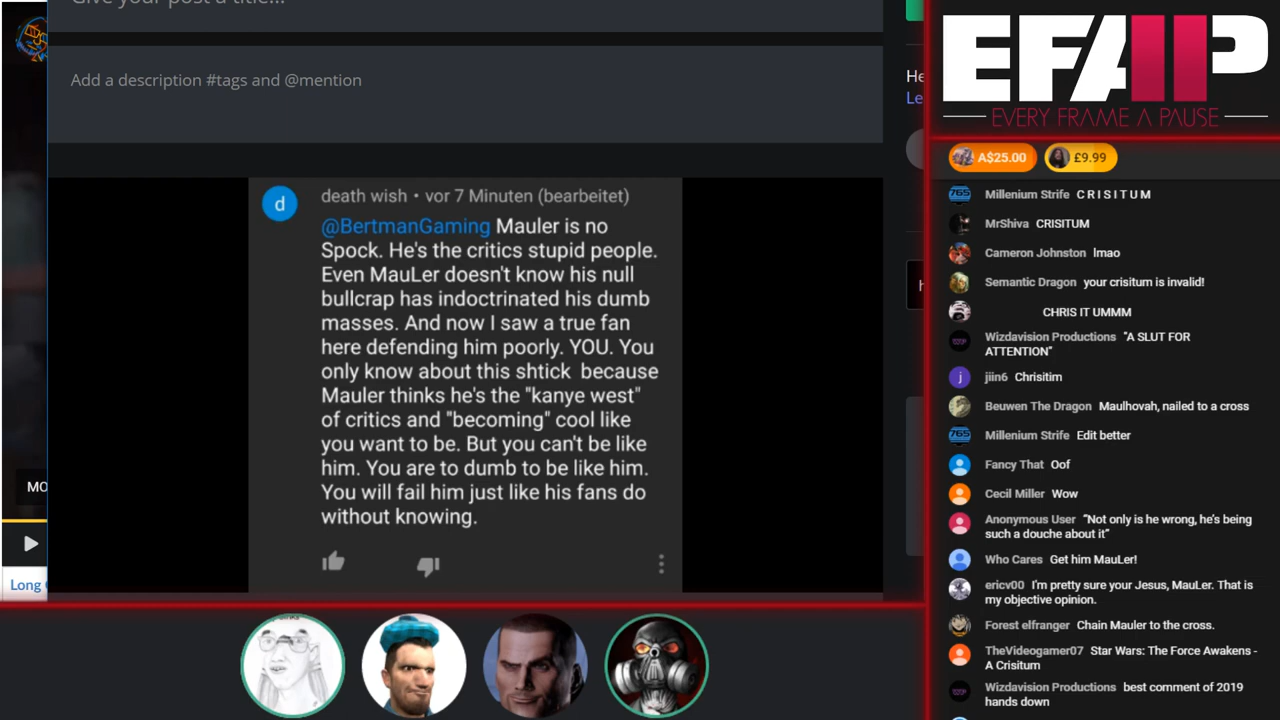 Give your post a title...
Add a description #tags and @mention
He
Le
MO
Long
death wish • vor 7 Minuten (bearbeitet)
@BertmanGaming Mauler is no
Spock. He's the critics stupid people.
Even MauLer doesn't know his null
bullcrap has indoctrinated his dumb
masses. And now I saw a true fan
here defending him poorly. YOU. You
only know about this shtick because
Mauler thinks he's the "kanye west"
of critics and "becoming" cool like
you want to be. But you can't be like
him. You are to dumb to be like him.
You will fail him just like his fans do
without knowing.
EFAP
EVERY FRAME A PAUSE
A$25.00 £9.99
Millenium Strife C R I S I T U M
MrShiva CRISITUM
Cameron Johnston lmao
Semantic Dragon your crisitum is invalid!
CHRIS IT UMMM
Wizdavision Productions "A SLUT FOR
ATTENTION"
jiin6 Chrisitim
Beuwen The Dragon Maulhovah, nailed to a cross
Millenium Strife Edit better
Fancy That Oof
Cecil Miller Wow
Anonymous User “Not only is he wrong, he’s being
such a douche about it”
Who Cares Get him MauLer!
ericv00 I'm pretty sure your Jesus, MauLer. That is
my objective opinion.
Forest elfranger Chain Mauler to the cross.
TheVideogamer07 Star Wars: The Force Awakens -
A Crisitum
Wizdavision Productions best comment of 2019
hands down